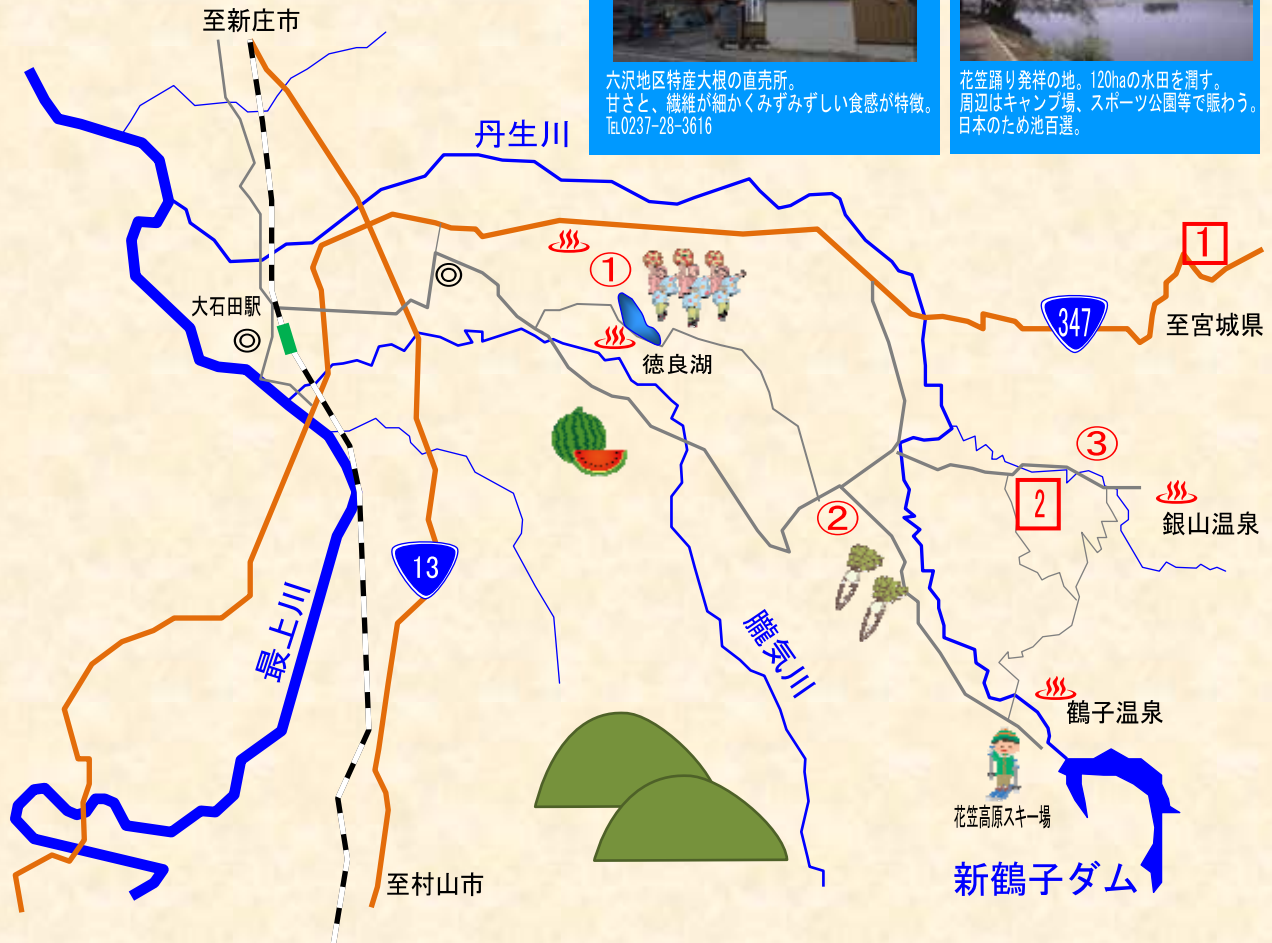 至新庄市
六沢地区特産大根の直売所。
甘さと、繊維が細かくみずみずしい食感が特徴。
℡0237-28-3616
花笠踊り発祥の地。120haの水田を潤す。
周辺はキャンプ場、スポーツ公園等で賑わう。
日本のため池百選。
丹生川
1
①
大石田駅
347
至宮城県
徳良湖
③
2
②
銀山温泉
13
最上川
朧気川
鶴子温泉
花笠高原スキー場
至村山市
新鶴子ダム